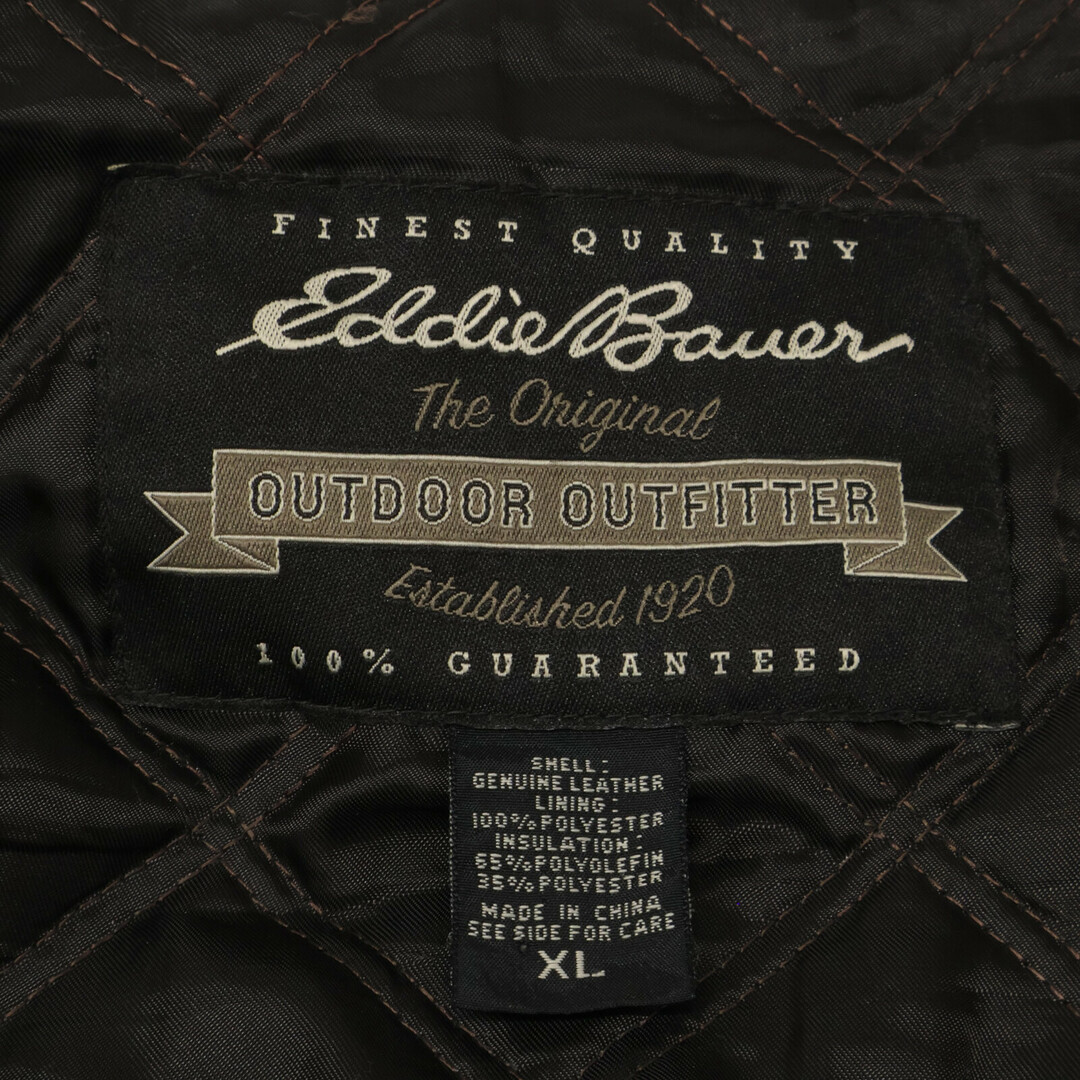 FINEST QUALITY
Eddie Bauer
The Original
OUTDOOR OUTFITTER
Established 1920
100% GUARANTEED
SHELL:
GENUINE LEATHER
LINING:
100% POLYESTER
INSULATION:
65% POLYOLEFIN
35% POLYESTER
MADE IN CHINA
SEE SIDE FOR CARE
XL